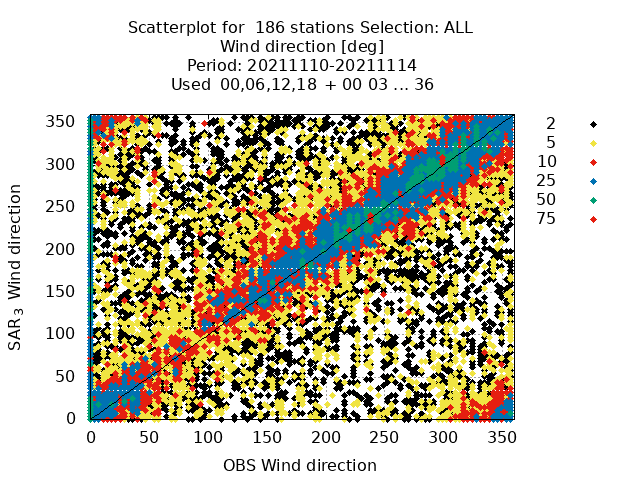 Scatterplot for 186 stations Selection: ALL
Wind direction [deg]
Period: 20211110-20211114
Used 00,06,12,18 + 00 03 ... 36
350
300
250
200
150
100
50
0
SAR3 Wind direction
0 50 100 150 200 250 300 350
OBS Wind direction
2
5
10
25
50
75